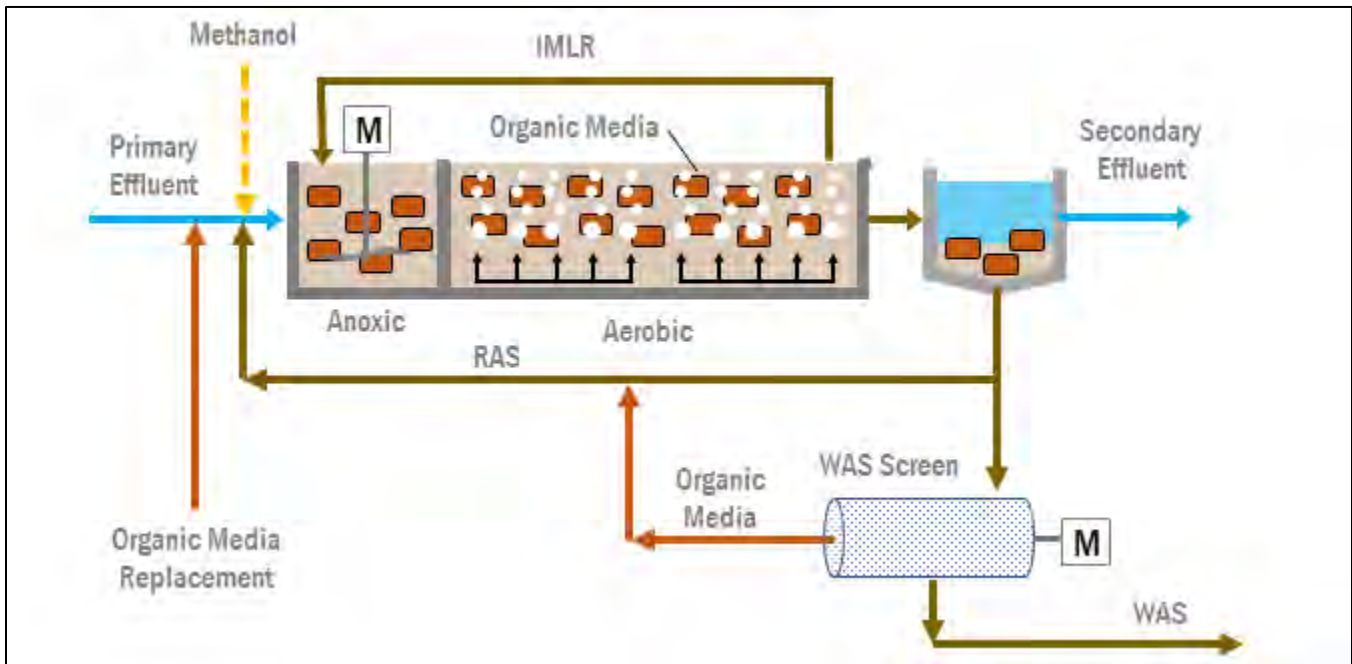 Methanol
IMLR
M
Organic Media
Primary
Effluent
Secondary
Effluent
Anoxic
Aerobic
RAS
WAS Screen
Organic
Media
M
Organic Media
Replacement
WAS